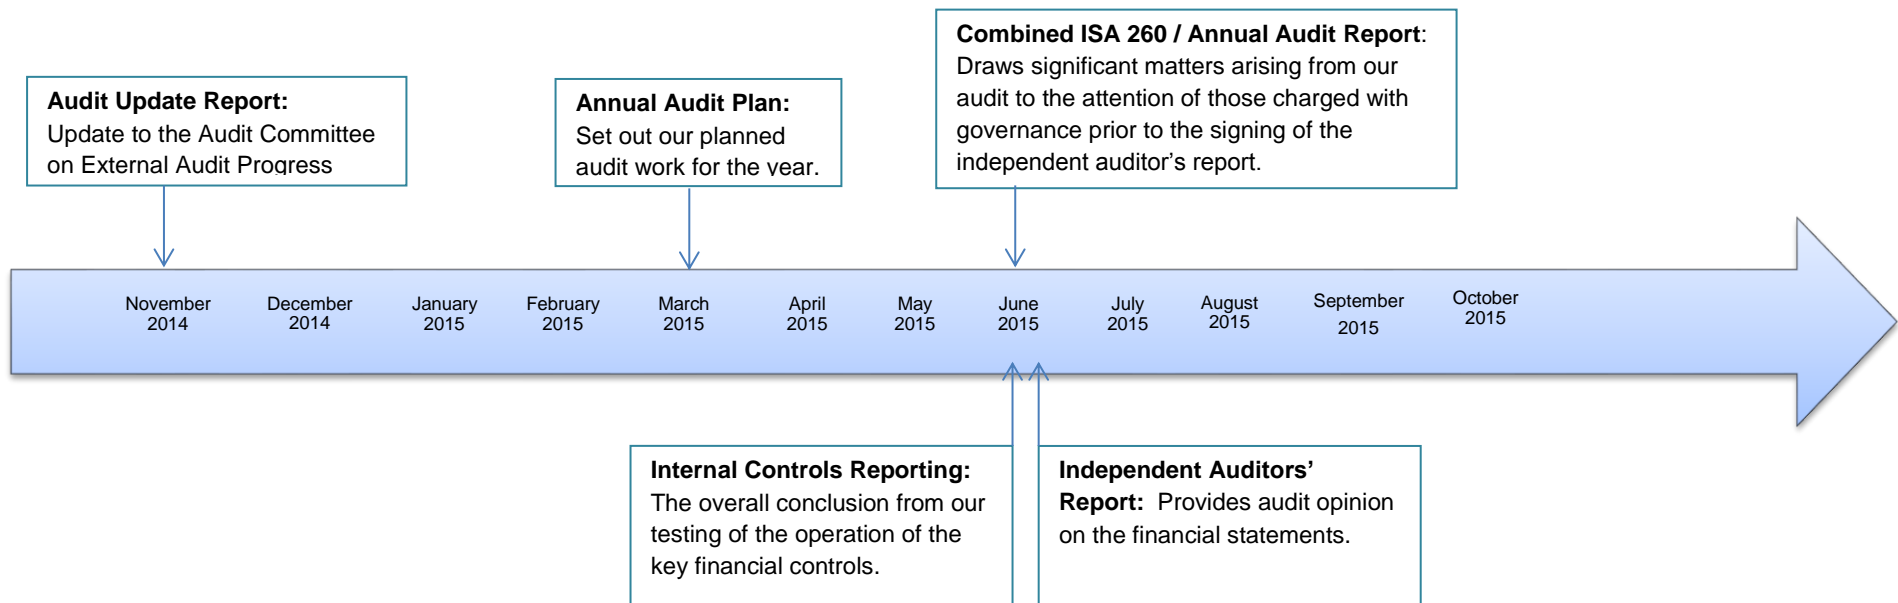 Combined ISA 260 / Annual Audit Report:
Draws significant matters arising from our
audit to the attention of those charged with
governance prior to the signing of the
independent auditor's report.
Audit Update Report:
Update to the Audit Committee
on External Audit Progress
Annual Audit Plan:
Set out our planned
audit work for the year.
November
2014
December
2014
January
2015
February
2015
March
2015
April
2015
May
2015
June
2015
July
2015
August
2015
September
2015
October
2015
Internal Controls Reporting:
The overall conclusion from our
testing of the operation of the
key financial controls.
Independent Auditors’
Report:  Provides audit opinion
on the financial statements.